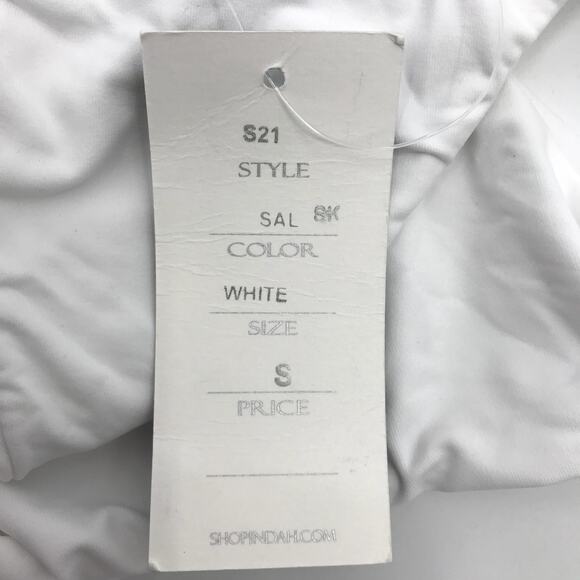 S21
STYLE
SAL SK
COLOR
WHITE
SIZE
S
PRICE
SHOPINDAH.COM